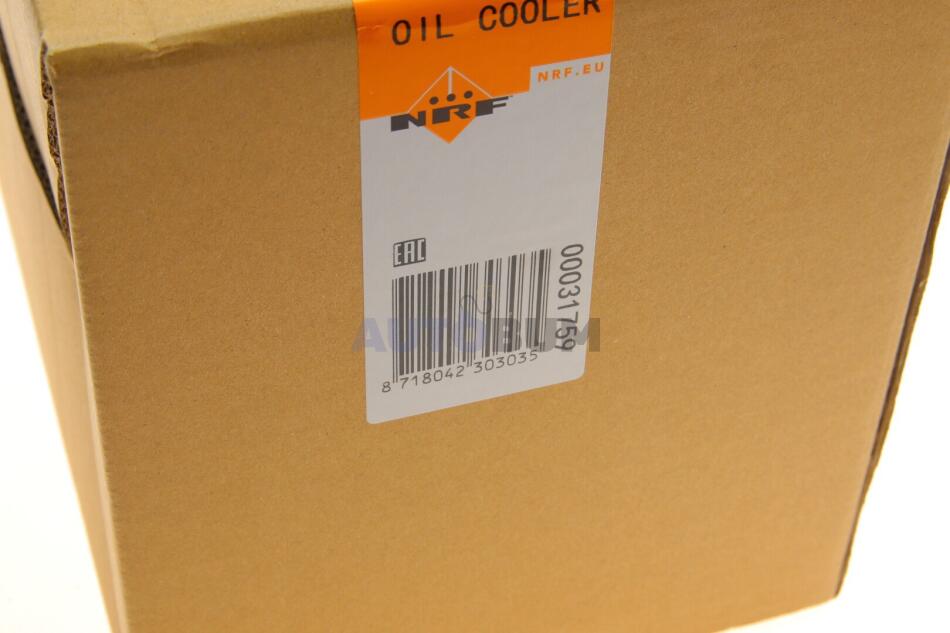 OIL COOLER
NRF.EU
NRF
EAC
00031759
AUTOBUM
8 718042 303035